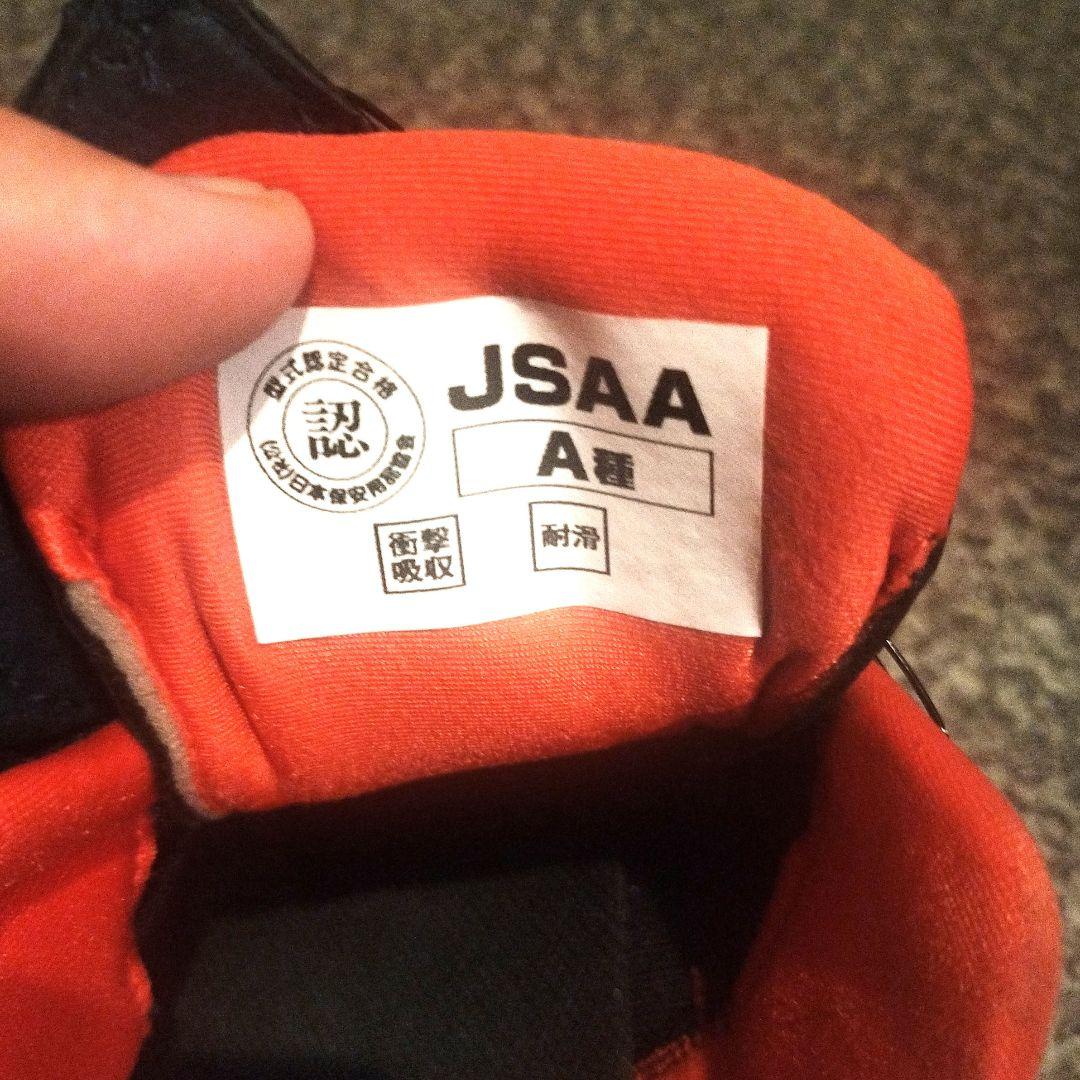 型式認定合格
認
(公社)日本保安用品協会
JSAA
A種
衝撃
吸収
耐滑